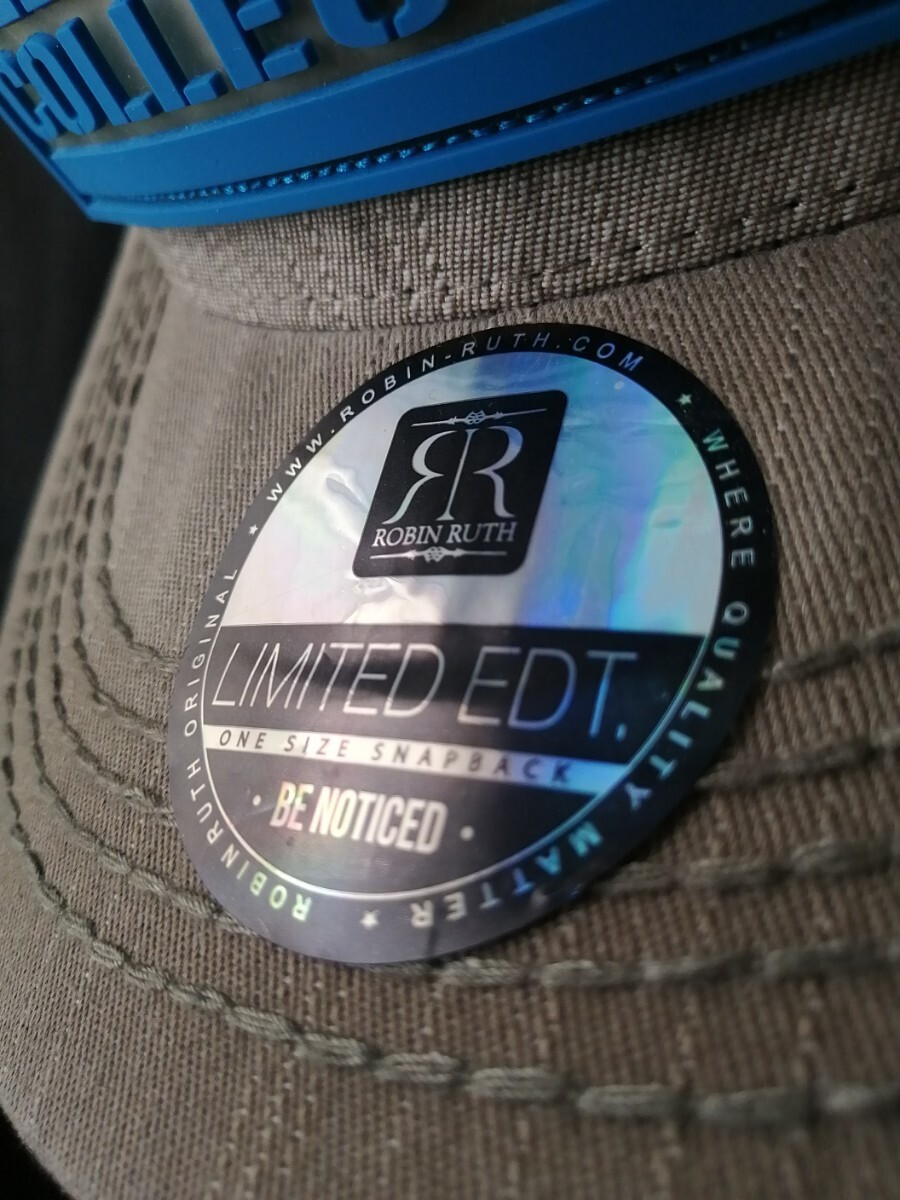 COLLEC
WWW.ROBIN-RUTH.COM ★ WHERE QUALITY MATTER ★ ROBIN RUTH ORIGINAL ★
RR
ROBIN RUTH
LIMITED EDT.
ONE SIZE SNAPBACK
• BE NOTICED •